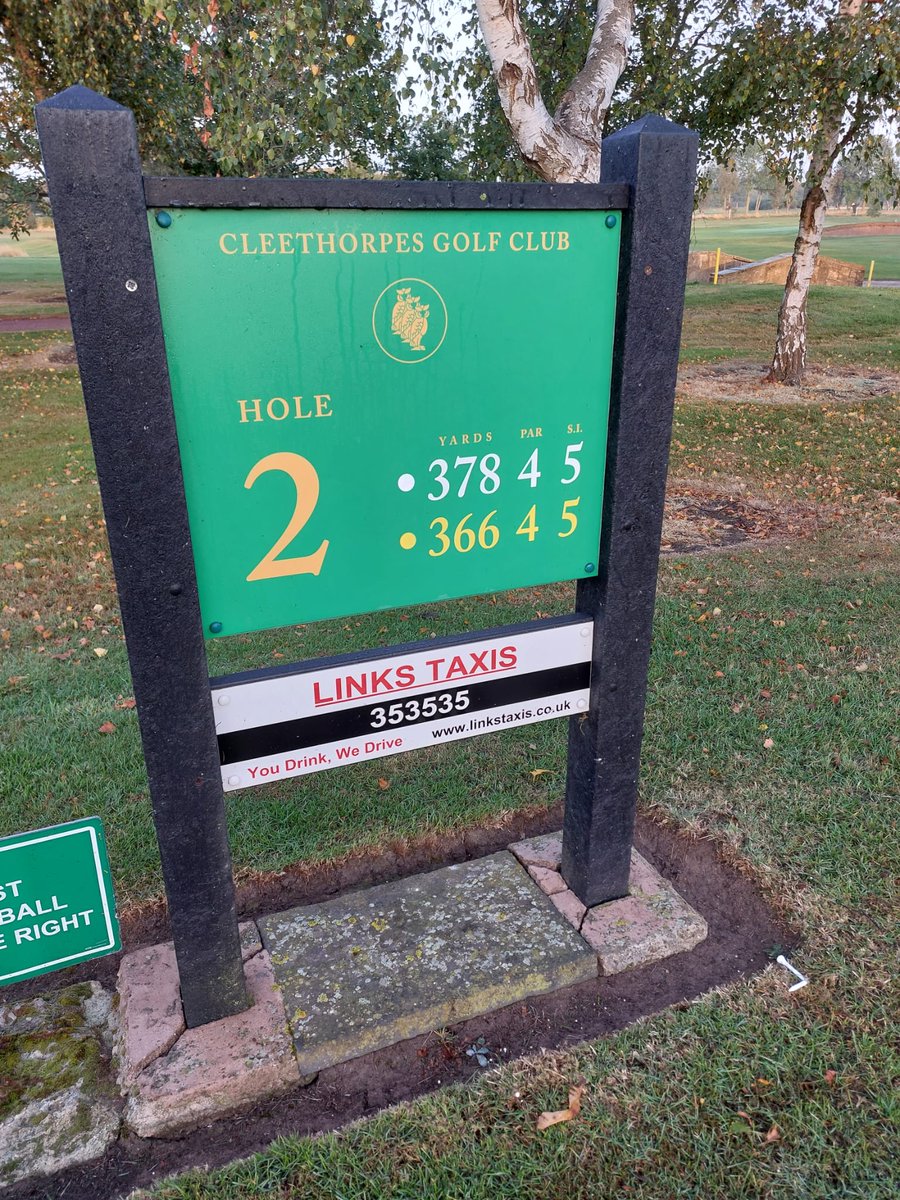 CLEETHORPES GOLF CLUB
HOLE
2
YARDS PAR S.I.
378 4 5
366 4 5
LINKS TAXIS
353535
www.linkstaxis.co.uk
You Drink, We Drive
BALL
RIGHT